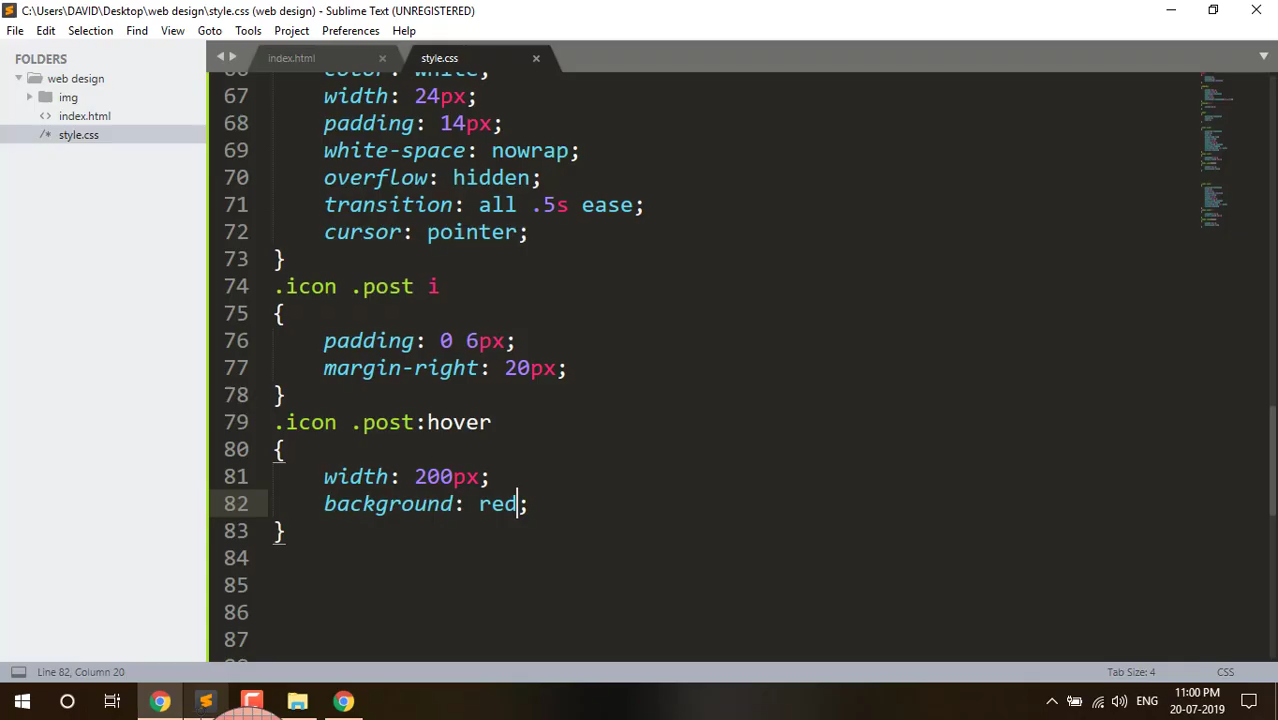 C:\Users\DAVID\Desktop\web design\style.css (web design) - Sublime Text (UNREGISTERED)
File Edit Selection Find View Goto Tools Project Preferences Help
FOLDERS
web design
img
index.html
style.css
index.html
style.css
66 color: white;
67 width: 24px;
68 padding: 14px;
69 white-space: nowrap;
70 overflow: hidden;
71 transition: all .5s ease;
72 cursor: pointer;
73 }
74 .icon .post i
75 {
76 padding: 0 6px;
77 margin-right: 20px;
78 }
79 .icon .post:hover
80 {
81 width: 200px;
82 background: red;
83 }
84
85
86
87
Line 82, Column 20
Tab Size: 4
CSS
ENG
11:00 PM
20-07-2019